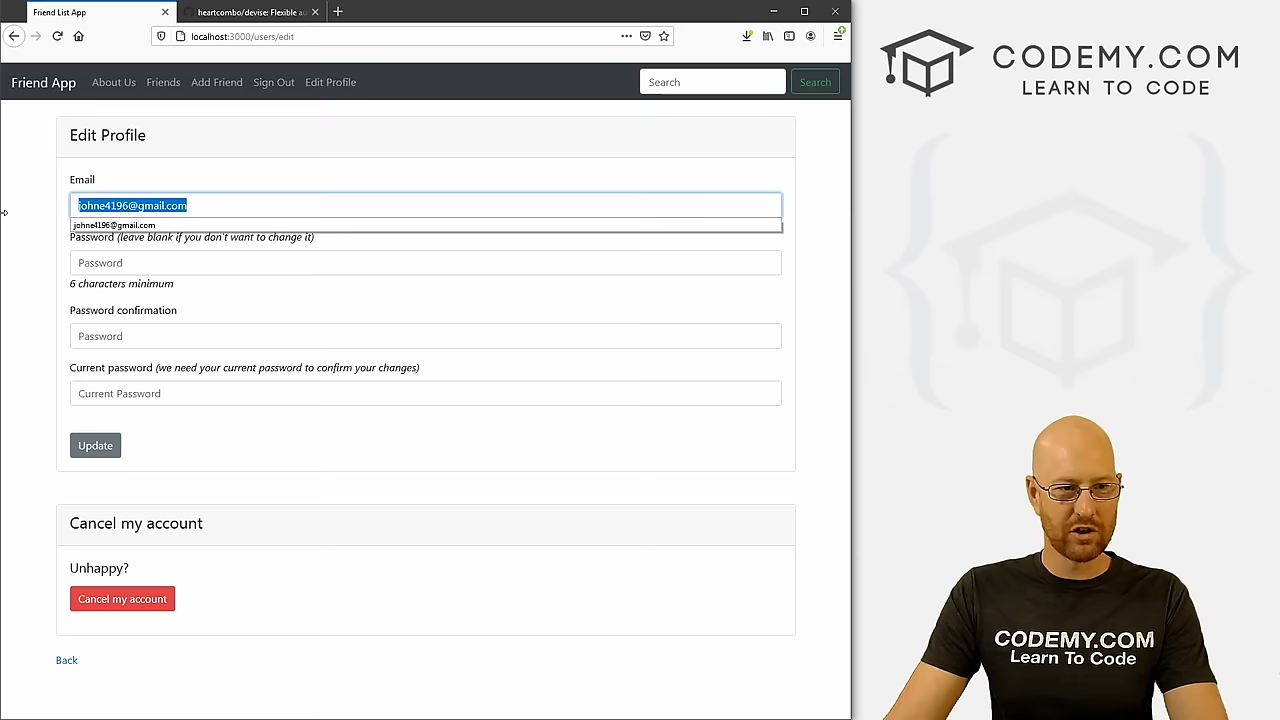 Friend List App
heartcombo/devise: Flexible au
localhost:3000/users/edit
Friend App About Us Friends Add Friend Sign Out Edit Profile Search Search
Edit Profile
Email
johne4196@gmail.com
johne4196@gmail.com
Password (leave blank if you don't want to change it)
Password
6 characters minimum
Password confirmation
Password
Current password (we need your current password to confirm your changes)
Current Password
Update
Cancel my account
Unhappy?
Cancel my account
Back
CODEMY.COM
LEARN TO CODE
CODEMY.COM
Learn To Code